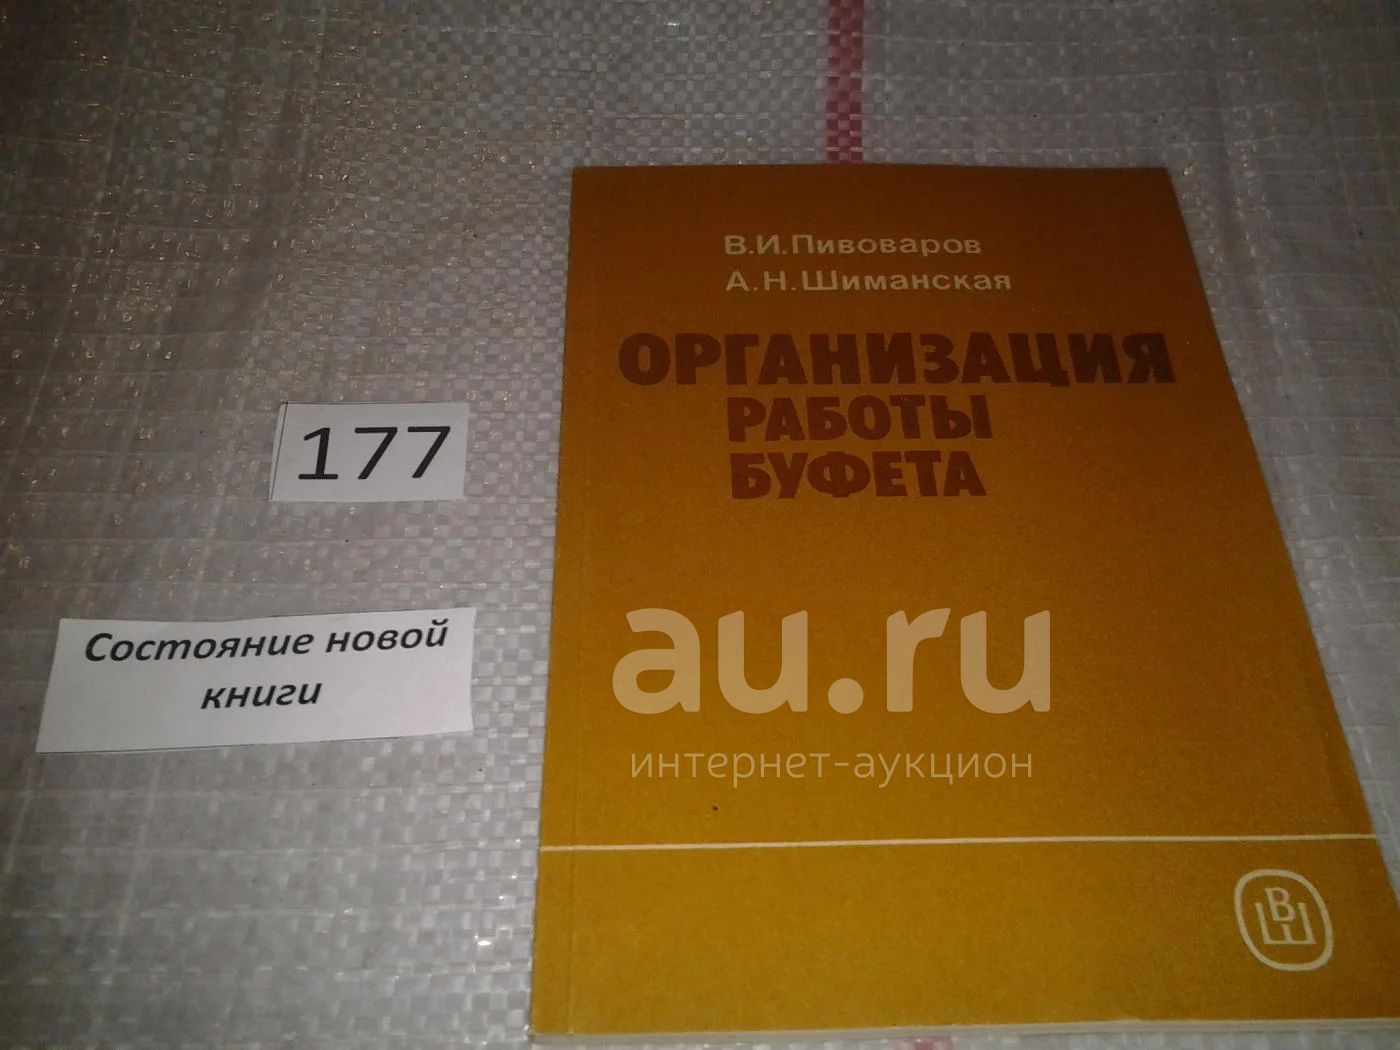 В.И.Пивоваров
А.Н.Шиманская
ОРГАНИЗАЦИЯ
РАБОТЫ
БУФЕТА
177
Состояние новой
книги
au.ru
интернет-аукцион
В
Ш